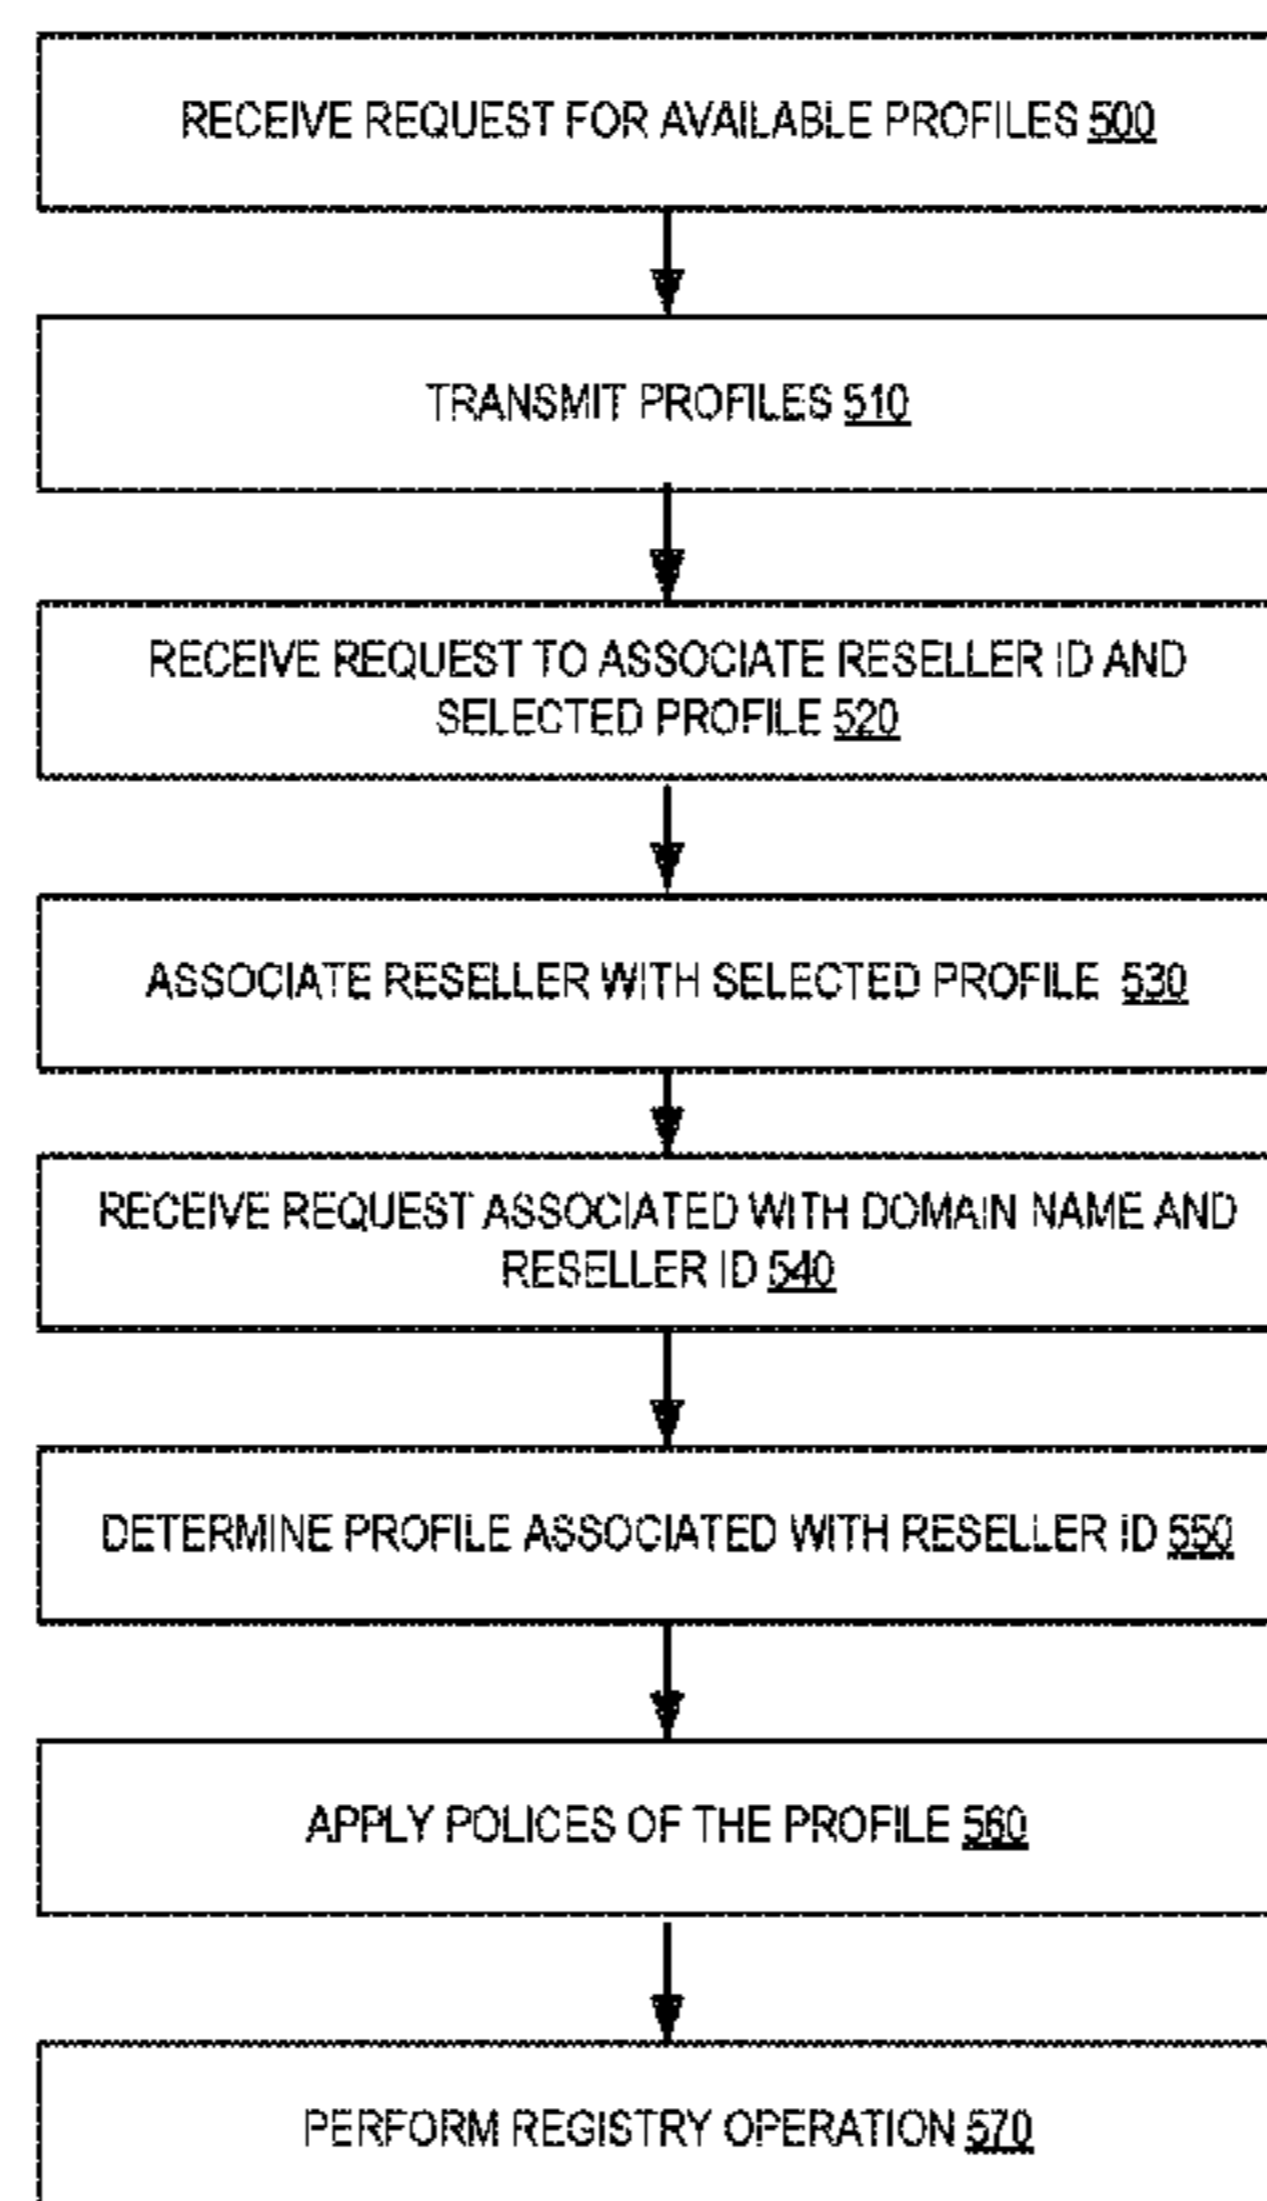 RECEIVE REQUEST FOR AVAILABLE PROFILES 500
TRANSMIT PROFILES 510
RECEIVE REQUEST TO ASSOCIATE RESELLER ID AND
SELECTED PROFILE 520
ASSOCIATE RESELLER WITH SELECTED PROFILE 530
RECEIVE REQUEST ASSOCIATED WITH DOMAIN NAME AND
RESELLER ID 540
DETERMINE PROFILE ASSOCIATED WITH RESELLER ID 550
APPLY POLICES OF THE PROFILE 560
PERFORM REGISTRY OPERATION 570